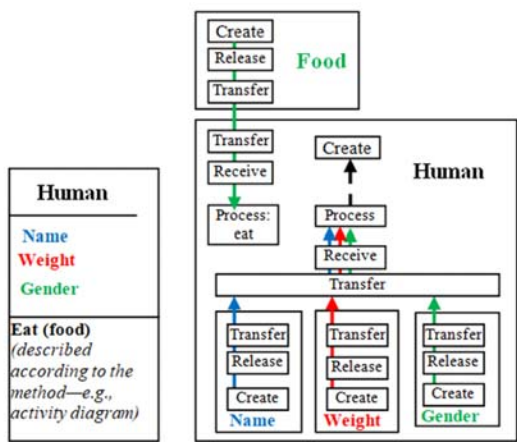 Create
Release
Transfer
Food
Transfer
Receive
Process:
eat
Create
Human
Process
Receive
Transfer
Transfer
Release
Create
Name
Transfer
Release
Create
Weight
Transfer
Release
Create
Gender
Human
Name
Weight
Gender
Eat (food)
(described
according to the
method—e.g.,
activity diagram)